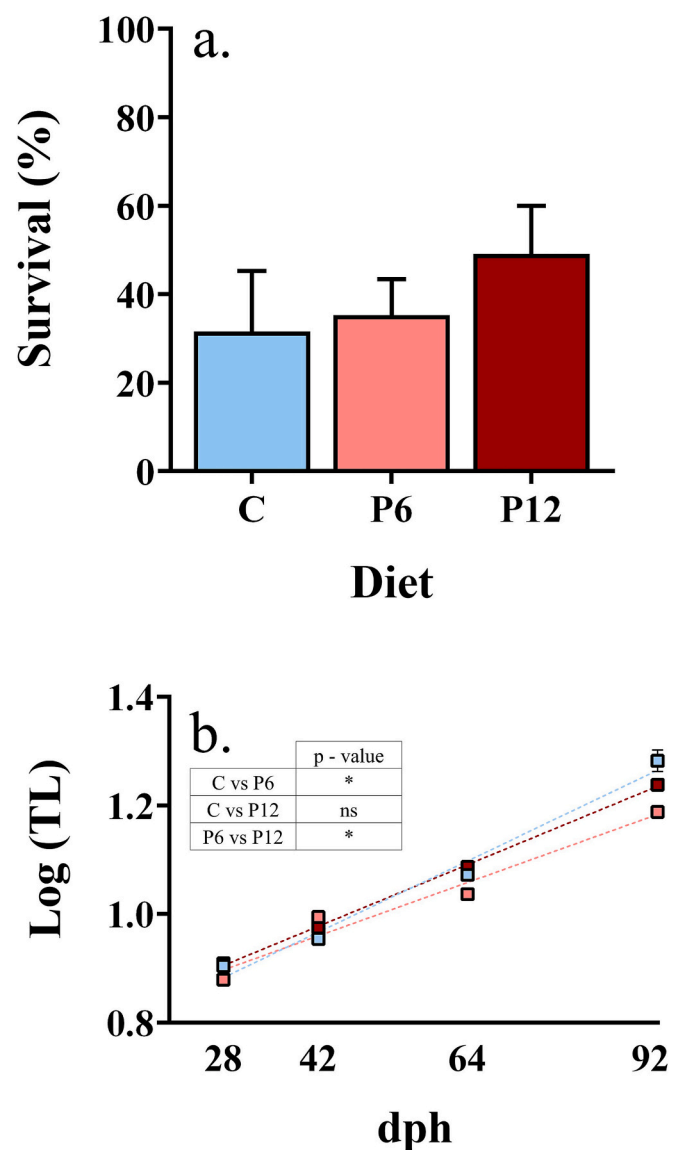 a.
100
80
60
40
20
0
Survival (%)
C P6 P12
Diet
b.
1.4
1.2
1.0
0.8
Log (TL)
p - value
C vs P6 *
C vs P12 ns
P6 vs P12 *
28 42 64 92
dph